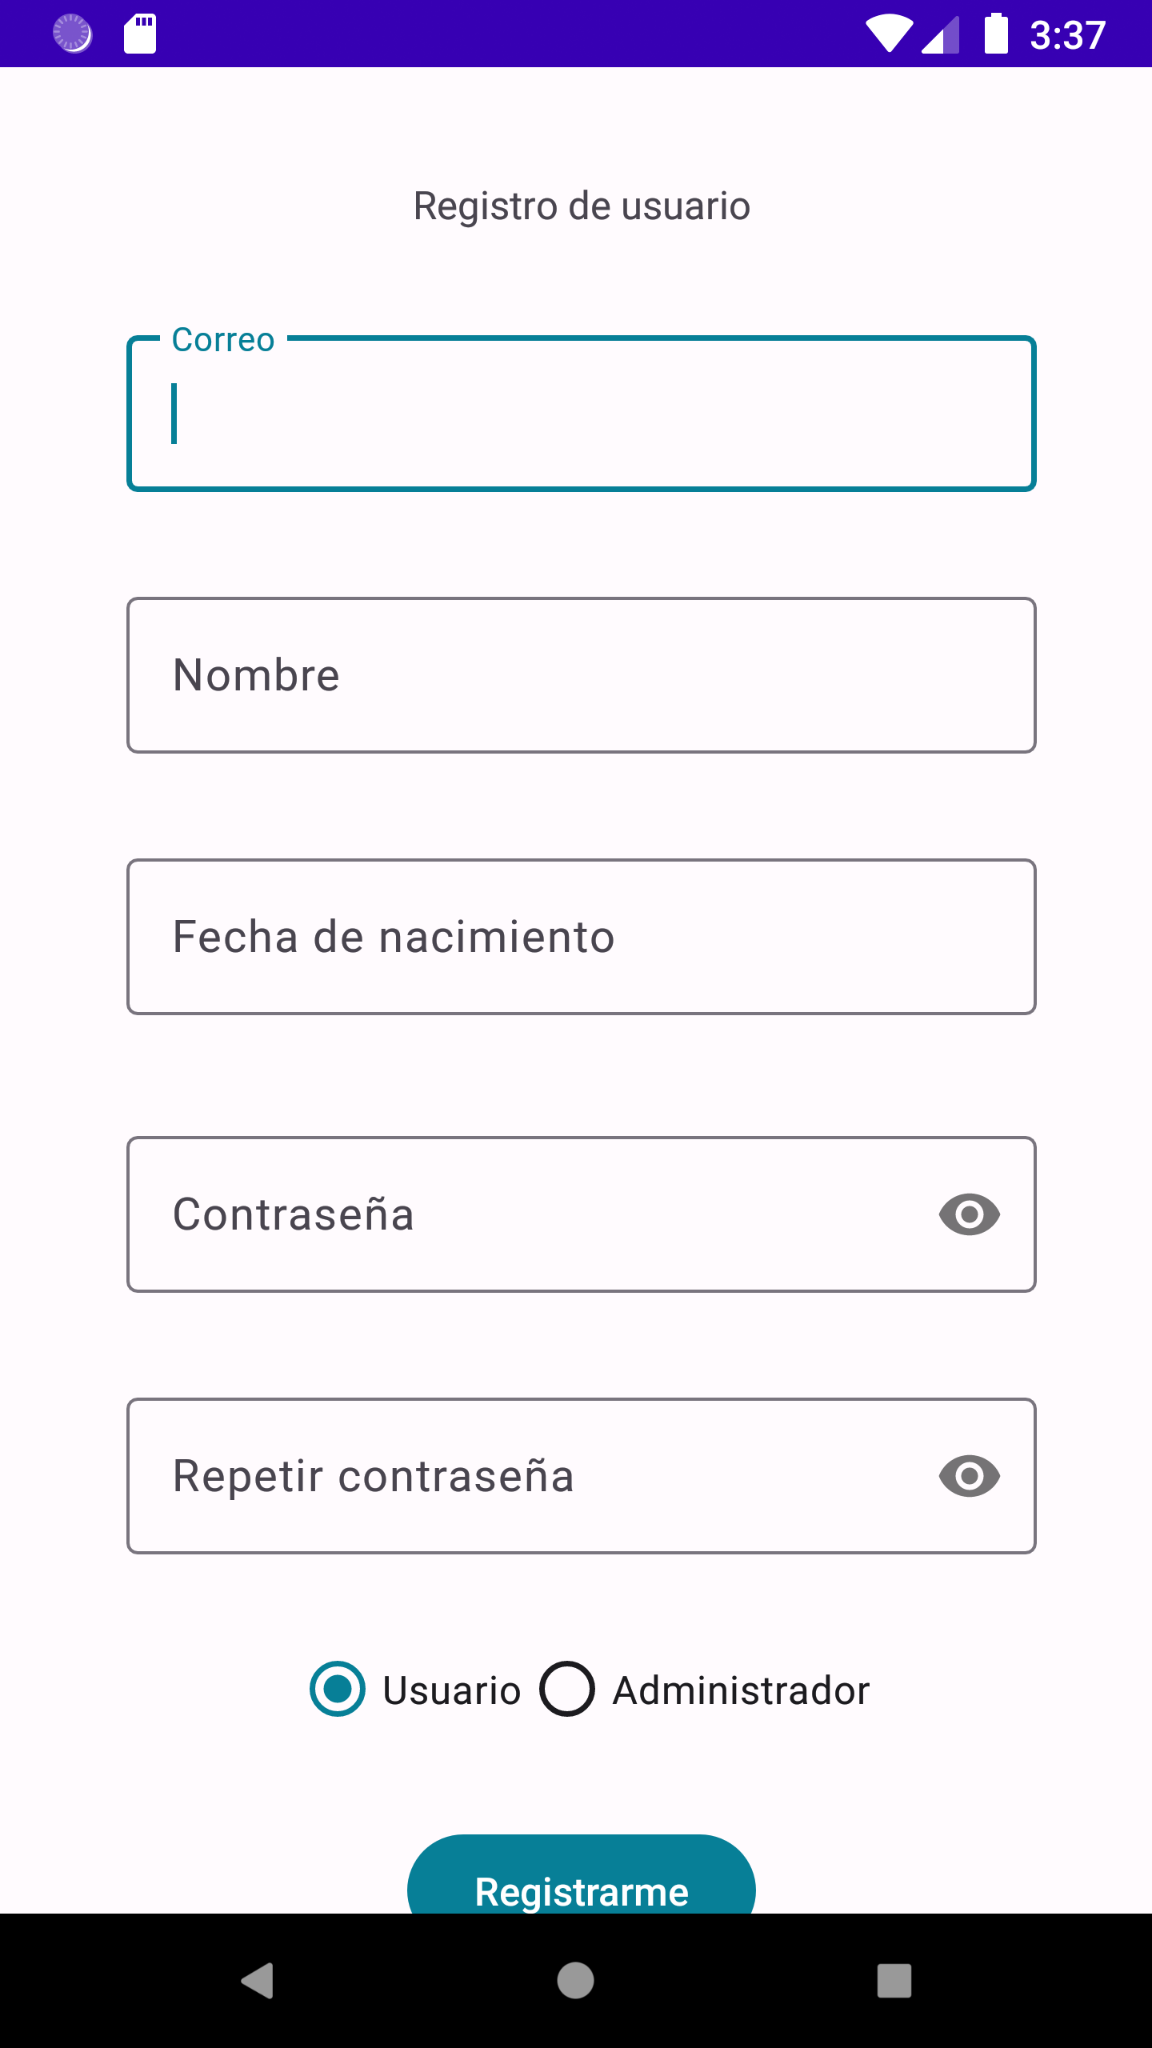 3:37
Registro de usuario
Correo
Nombre
Fecha de nacimiento
Contraseña
Repetir contraseña
Usuario Administrador
Registrarme